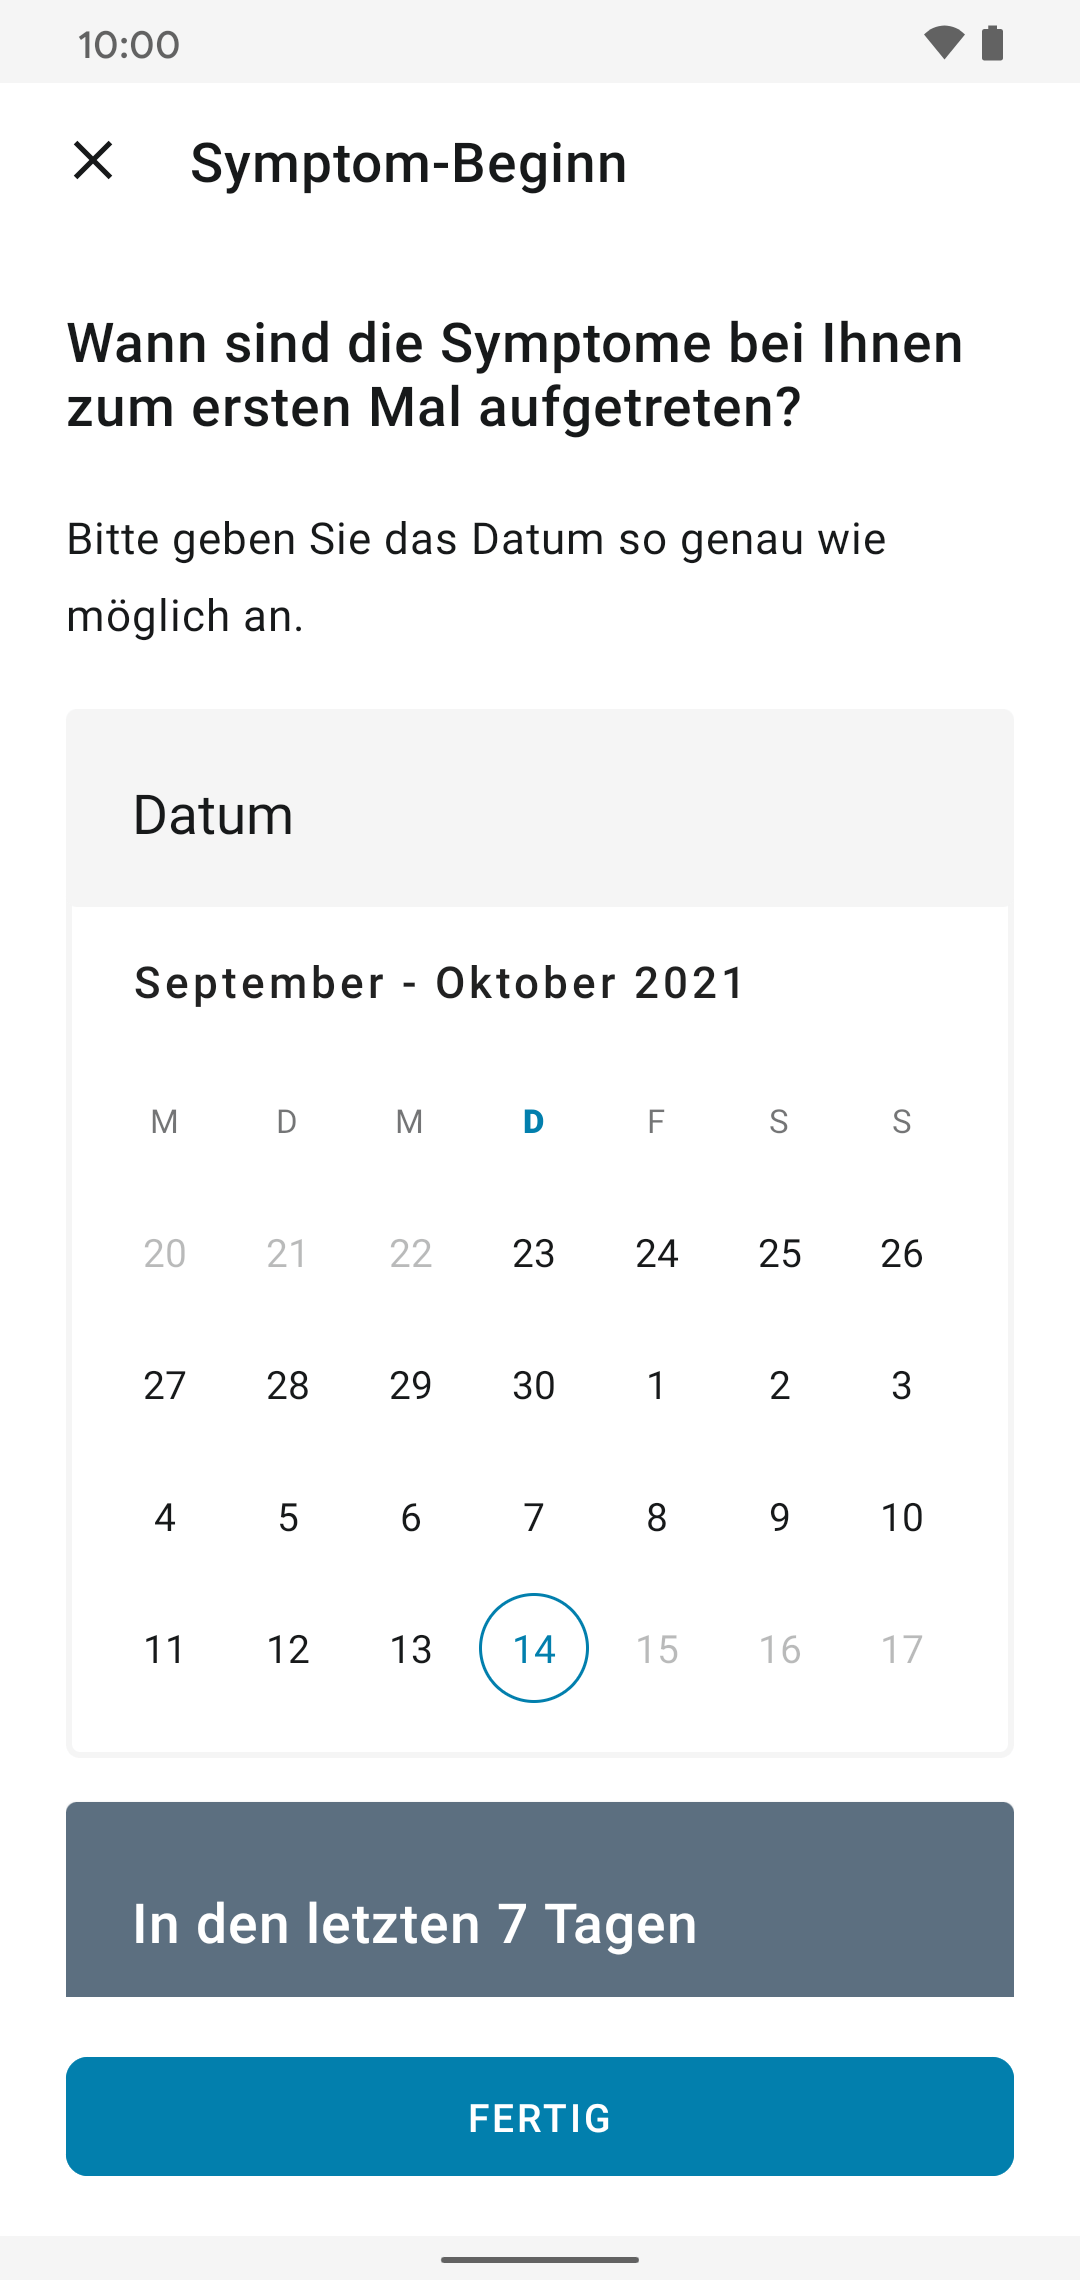 10:00
Symptom-Beginn
Wann sind die Symptome bei Ihnen
zum ersten Mal aufgetreten?
Bitte geben Sie das Datum so genau wie
möglich an.
Datum
September - Oktober 2021
M D M D F S S
20 21 22 23 24 25 26
27 28 29 30 1 2 3
4 5 6 7 8 9 10
11 12 13 14 15 16 17
In den letzten 7 Tagen
FERTIG